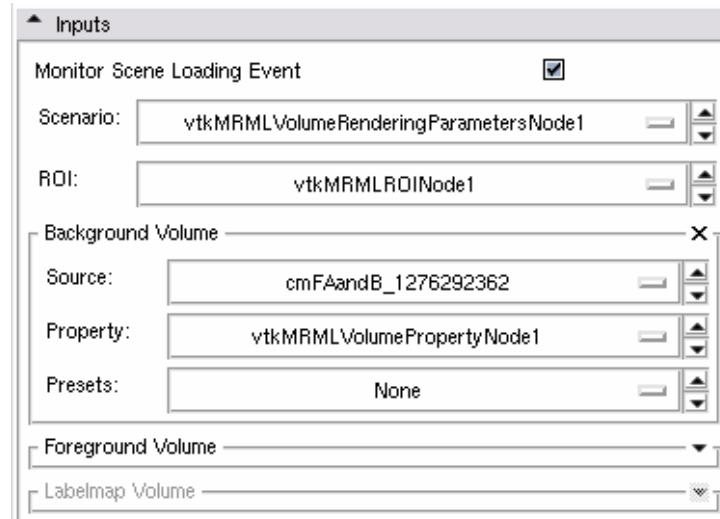 Inputs
Monitor Scene Loading Event
Scenario: vtkMRMLVolumeRenderingParametersNode1
ROI: vtkMRMLROINode1
Background Volume
Source: cmFAandB_1276292362
Property: vtkMRMLVolumePropertyNode1
Presets: None
Foreground Volume
Labelmap Volume